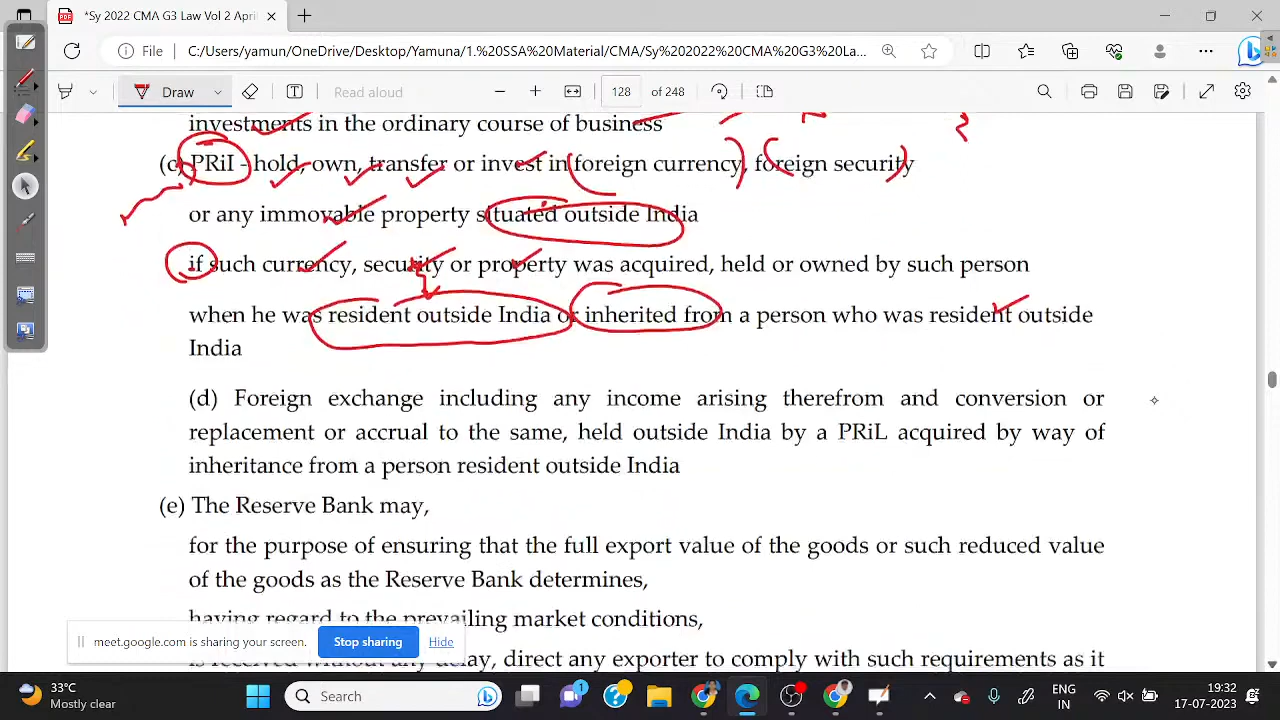 *Sy 2022 CMA G3 Law Vol 2 April
File
C:/Users/yamun/OneDrive/Desktop/Yamuna/1.%20SSA%20Material/CMA/Sy%202022%20CMA%20G3%20La...
Draw
Read aloud
128
of 248
investments in the ordinary course of business
(c) PRiI - hold, own, transfer or invest in foreign currency, foreign security
or any immovable property situated outside India
if such currency, security or property was acquired, held or owned by such person
when he was resident outside India or inherited from a person who was resident outside
India
(d) Foreign exchange including any income arising therefrom and conversion or
replacement or accrual to the same, held outside India by a PRiL acquired by way of
inheritance from a person resident outside India
(e) The Reserve Bank may,
for the purpose of ensuring that the full export value of the goods or such reduced value
of the goods as the Reserve Bank determines,
having regard to the prevailing market conditions,
is received without any delay, direct any exporter to comply with such requirements as it
meet.google.com is sharing your screen.
Stop sharing
Hide
33°C
Mostly clear
Search
1
ENG
IN
19:32
17-07-2023